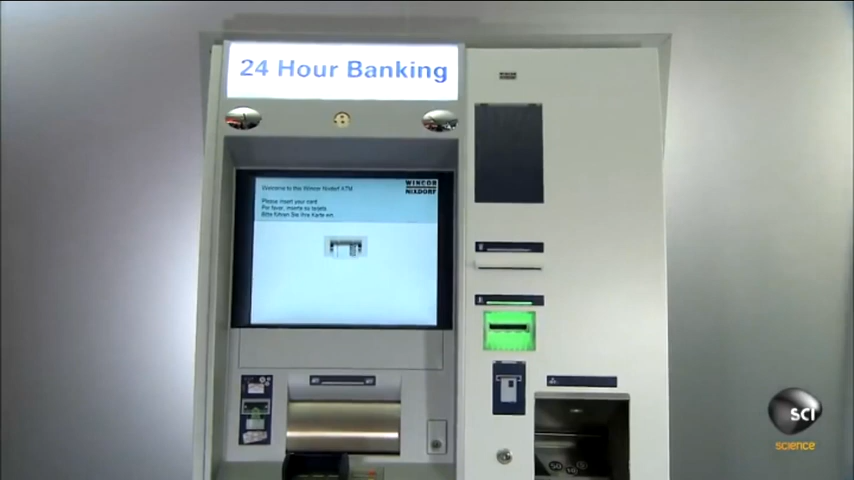 24 Hour Banking
Welcome to this Wincor Nixdorf ATM
WINCOR
NIXDORF
Please insert your card
Por favor, inserte su tarjeta
Bitte führen Sie Ihre Karte ein.
sci
science